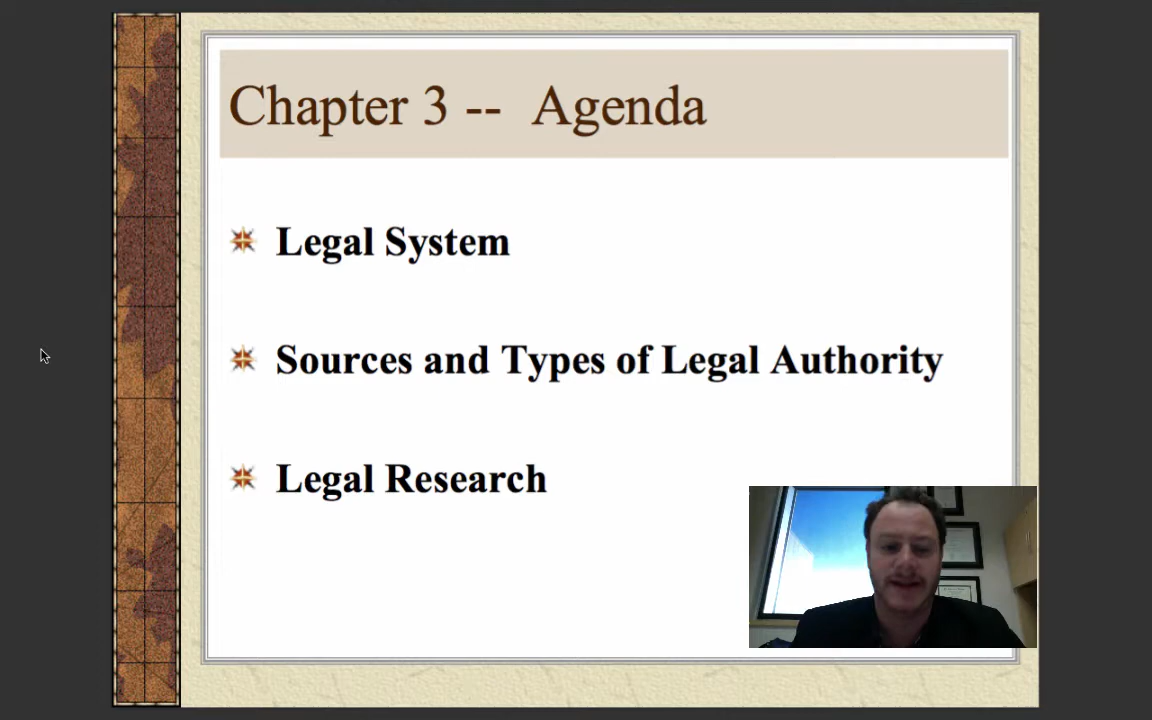 Chapter 3 -- Agenda
Legal System
Sources and Types of Legal Authority
Legal Research